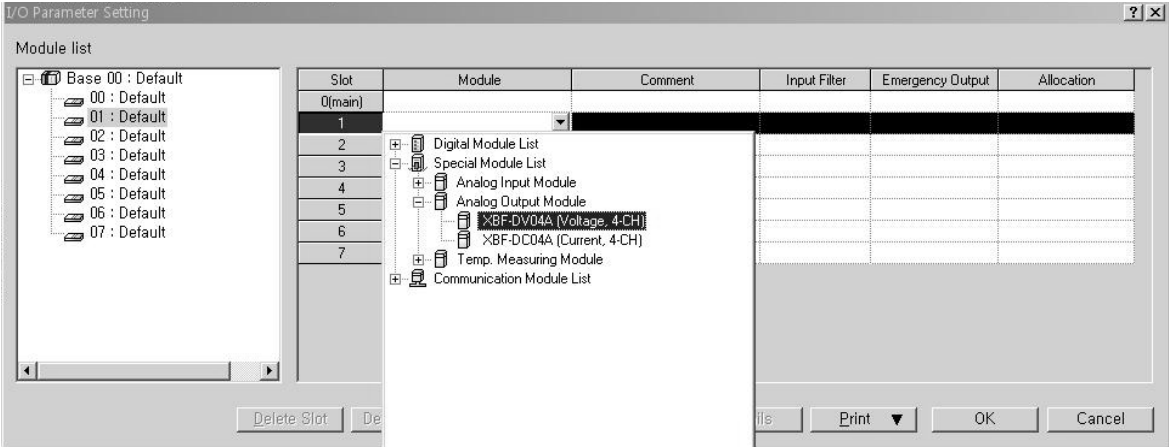 I/O Parameter Setting
Module list
Base 00 : Default
00 : Default
01 : Default
02 : Default
03 : Default
04 : Default
05 : Default
06 : Default
07 : Default
Slot Module Comment Input Filter Emergency Output Allocation
0(main)
1
2
3
4
5
6
7
Digital Module List
Special Module List
Analog Input Module
Analog Output Module
XBF-DV04A (Voltage, 4-CH)
XBF-DC04A (Current, 4-CH)
Temp. Measuring Module
Communication Module List
Delete Slot De ils Print OK Cancel